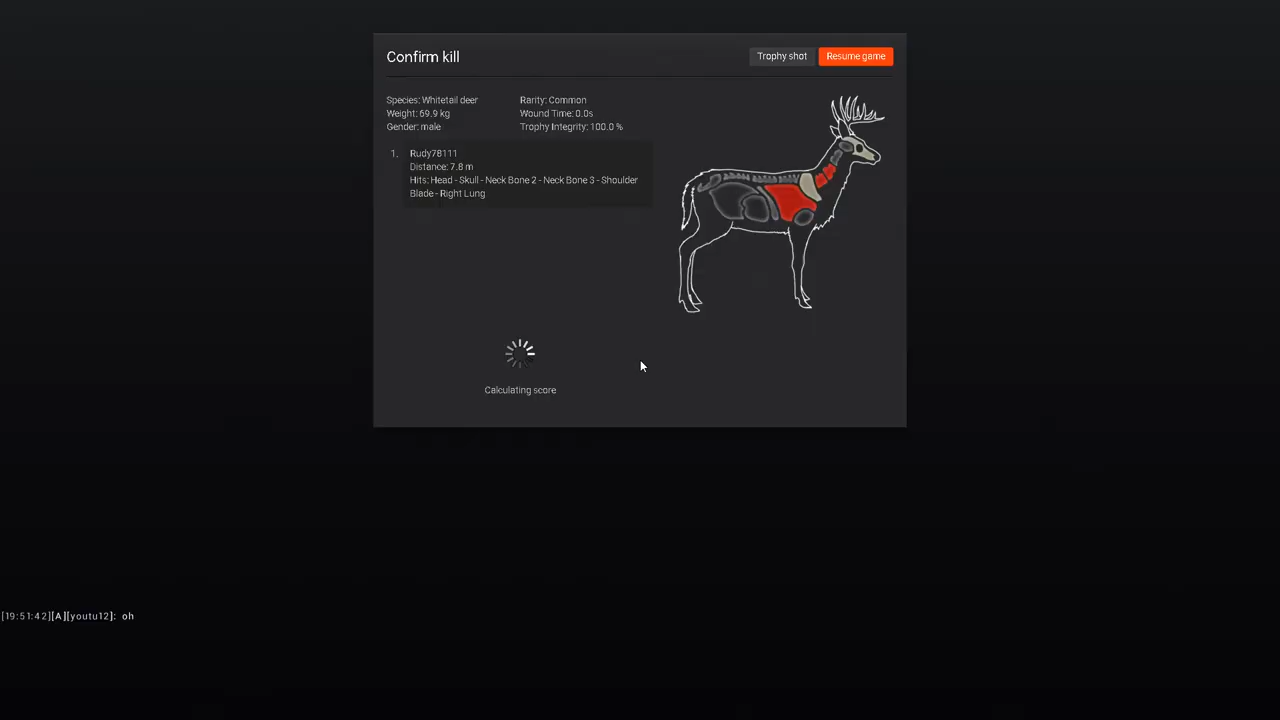 Confirm kill
Trophy shot
Resume game
Species: Whitetail deer
Weight: 69.9 kg
Gender: male
Rarity: Common
Wound Time: 0.0s
Trophy Integrity: 100.0 %
1. Rudy78111
Distance: 7.8 m
Hits: Head - Skull - Neck Bone 2 - Neck Bone 3 - Shoulder
Blade - Right Lung
Calculating score
[19:51:42][A][youtu12]: oh